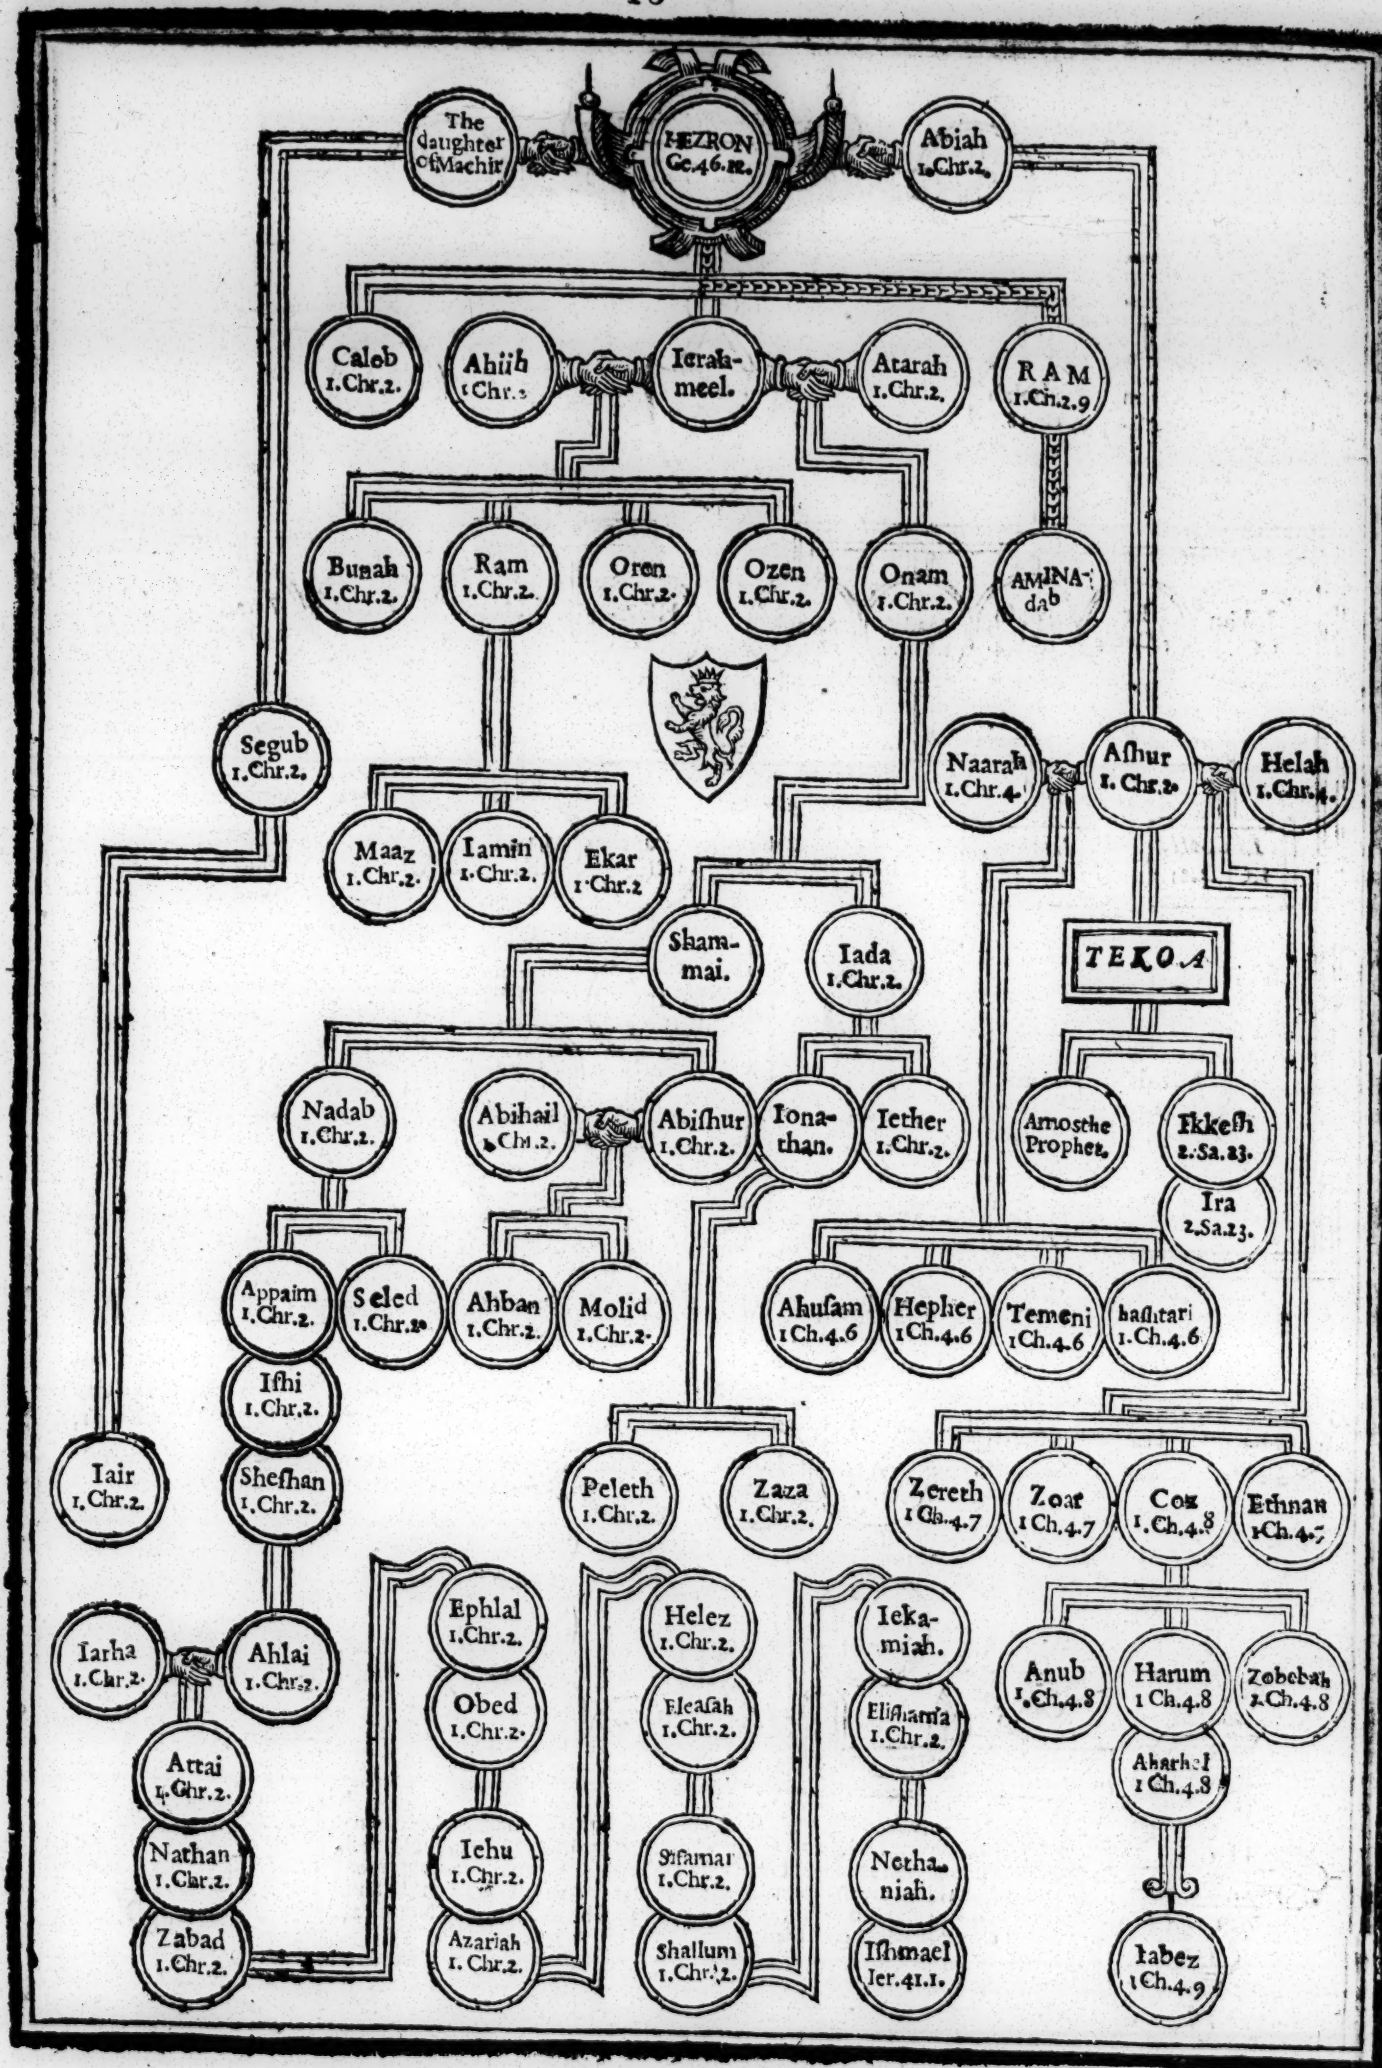 The
daughter
of Machir
HEZRON
Ge.46.12.
Abiah
1.Chr.2.
Caleb
1.Chr.2.
Ahiih
1Chr.2
Ierah-
meel.
Atarah
1.Chr.2.
RAM
1.Ch.2.9
Bunah
1.Chr.2.
Ram
1.Chr.2.
Oren
1.Chr.2.
Ozen
1.Chr.2.
Onam
1.Chr.2.
AMINA-
dab
Segub
1.Chr.2.
Naarah
1.Chr.4.
Aſhur
1.Chr.2.
Helah
1.Chr.4.
Maaz
1.Chr.2.
Iamin
1.Chr.2.
Ekar
1.Chr.2
Sham-
mai.
Iada
1.Chr.2.
TEKOA
Nadab
1.Chr.2.
Abihail
1.Chr.2.
Abiſhur
1.Chr.2.
Iona-
than.
Iether
1.Chr.2.
Amos the
Prophet.
Ikkeſh
2.Sa.23.
Ira
2.Sa.23.
Appaim
1.Chr.2.
Seled
1.Chr.2.
Ahban
1.Chr.2.
Molid
1.Chr.2.
Ahuſam
1Ch.4.6
Hepher
1Ch.4.6
Temeni
1Ch.4.6
haſhtari
1.Ch.4.6
Iſhi
1.Chr.2.
Iair
1.Chr.2.
Sheſhan
1.Chr.2.
Peleth
1.Chr.2.
Zaza
1.Chr.2.
Zereth
1Ch.4.7
Zoar
1Ch.4.7
Coz
1.Ch.4.8
Ethnan
1Ch.4.7
Iarha
1.Chr.2.
Ahlai
1.Chr.2.
Ephlal
1.Chr.2.
Helez
1.Chr.2.
Ieka-
miah.
Anub
1.Ch.4.8
Harum
1Ch.4.8
Zobebah
1Ch.4.8
Obed
1.Chr.2.
Eleaſah
1.Chr.2.
Eliſhama
1.Chr.2.
Attai
1.Chr.2.
Aharhel
1Ch.4.8
Nathan
1.Chr.2.
Iehu
1.Chr.2.
Siſamai
1.Chr.2.
Netha-
niah.
Zabad
1.Chr.2.
Azariah
1.Chr.2.
Shallum
1.Chr.2.
Iſhmael
Ier.41.1.
Iabez
1Ch.4.9